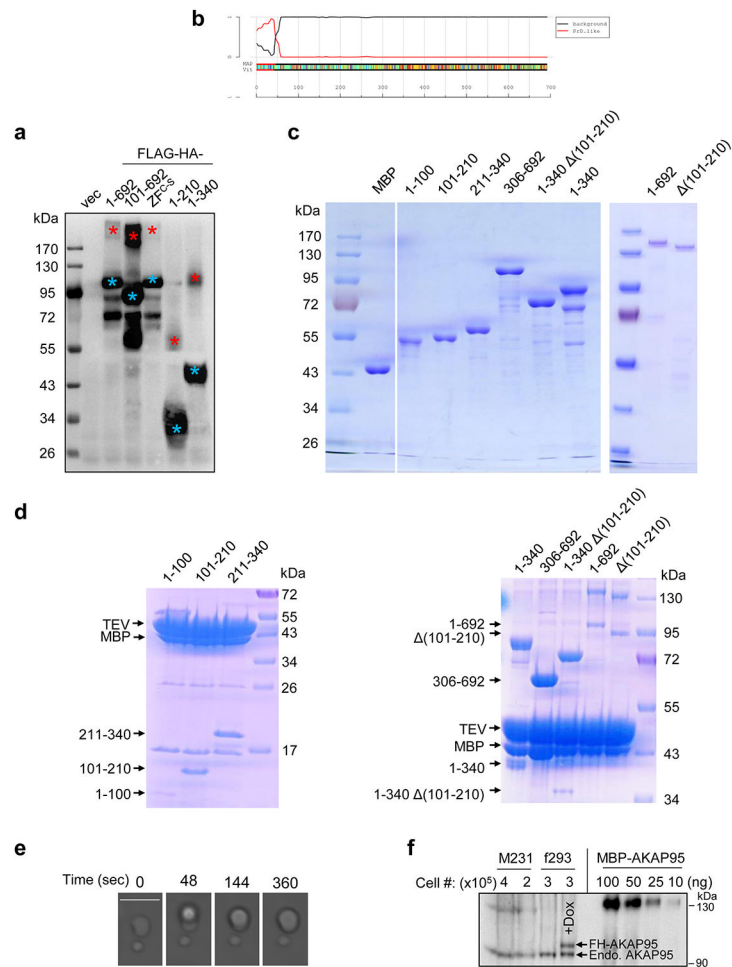 b
background
PrD.like
MAP
Vit
0 100 200 300 400 500 600 700
a
FLAG-HA-
vec 1-692 101-692 ZFC-S 1-210 1-340
kDa
170
130
95
72
55
43
34
26
c
MBP 1-100 101-210 211-340 306-692 1-340 Δ(101-210) 1-340 1-692 Δ(101-210)
kDa
170
130
95
72
55
43
34
26
d
1-100 101-210 211-340
kDa
72
55
43
34
26
17
TEV
MBP
211-340
101-210
1-100
1-340 306-692 1-340 Δ(101-210) 1-692 Δ(101-210)
kDa
130
95
72
55
43
34
1-692
Δ(101-210)
306-692
TEV
MBP
1-340
1-340 Δ(101-210)
e
Time (sec) 0 48 144 360
f
M231 f293 MBP-AKAP95
Cell #: (x10⁵) 4 2 3 3 100 50 25 10 (ng)
kDa
130
+Dox
FH-AKAP95
Endo. AKAP95
90